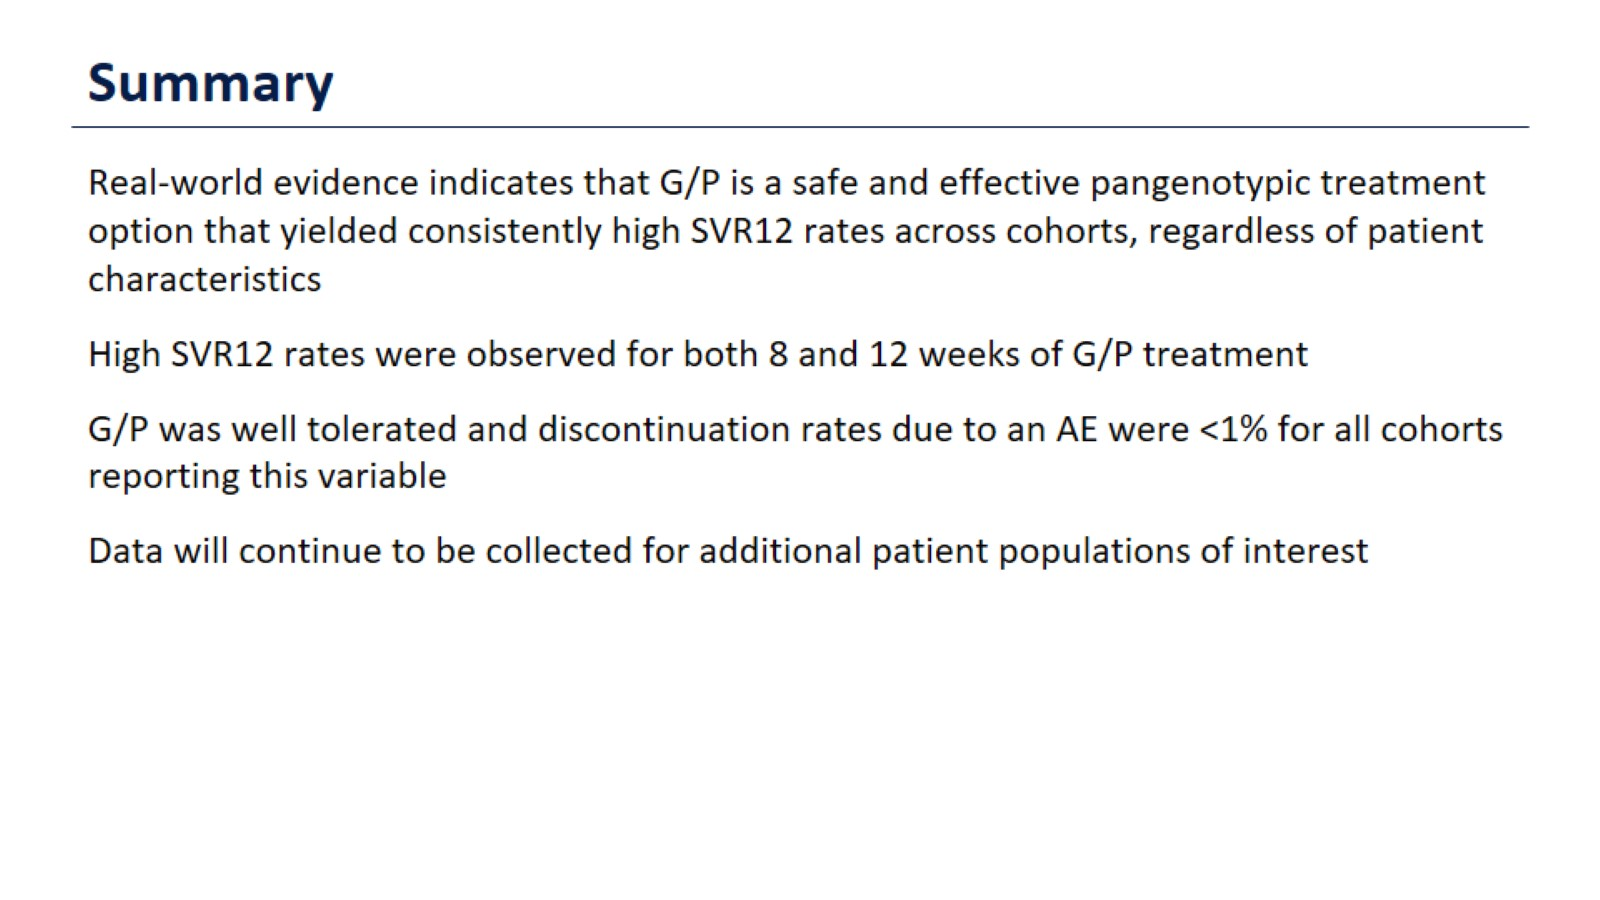 Summary
Real-world evidence indicates that G/P is a safe and effective pangenotypic treatment
option that yielded consistently high SVR12 rates across cohorts, regardless of patient
characteristics
High SVR12 rates were observed for both 8 and 12 weeks of G/P treatment
G/P was well tolerated and discontinuation rates due to an AE were <1% for all cohorts
reporting this variable
Data will continue to be collected for additional patient populations of interest